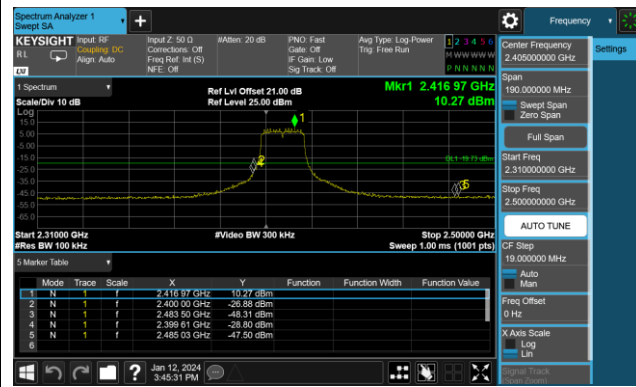 Spectrum Analyzer 1
Swept SA
+
Frequency
KEYSIGHT Input: RF
RL Coupling: DC
Align: Auto
LXI
Input Z: 50 Ω
Corrections: Off
Freq Ref: Int (S)
NFE: Off
#Atten: 20 dB
PNO: Fast
Gate: Off
IF Gain: Low
Sig Track: Off
Avg Type: Log-Power
Trig: Free Run
1 2 3 4 5 6
M W W W W W
P N N N N N
Settings
Center Frequency
2.405000000 GHz
Span
190.000000 MHz
Swept Span
Zero Span
Full Span
Start Freq
2.310000000 GHz
Stop Freq
2.500000000 GHz
AUTO TUNE
CF Step
19.000000 MHz
Auto
Man
Freq Offset
0 Hz
X Axis Scale
Log
Lin
Signal Track
(Span Zoom)
1 Spectrum
Scale/Div 10 dB
Ref Lvl Offset 21.00 dB
Ref Level 25.00 dBm
Mkr1 2.416 97 GHz
10.27 dBm
Log
15.0
5.00
-5.00
-15.0
-25.0
-35.0
-45.0
-55.0
-65.0
1
DL1 -19.73 dBm
Start 2.31000 GHz
#Res BW 100 kHz
#Video BW 300 kHz
Stop 2.50000 GHz
Sweep 1.00 ms (1001 pts)
5 Marker Table
Mode Trace Scale X Y Function Function Width Function Value
1 N 1 f 2.416 97 GHz 10.27 dBm
2 N 1 f 2.400 00 GHz -26.88 dBm
3 N 1 f 2.483 50 GHz -48.31 dBm
4 N 1 f 2.399 61 GHz -28.80 dBm
5 N 1 f 2.485 03 GHz -47.50 dBm
6
?
Jan 12, 2024
3:45:31 PM